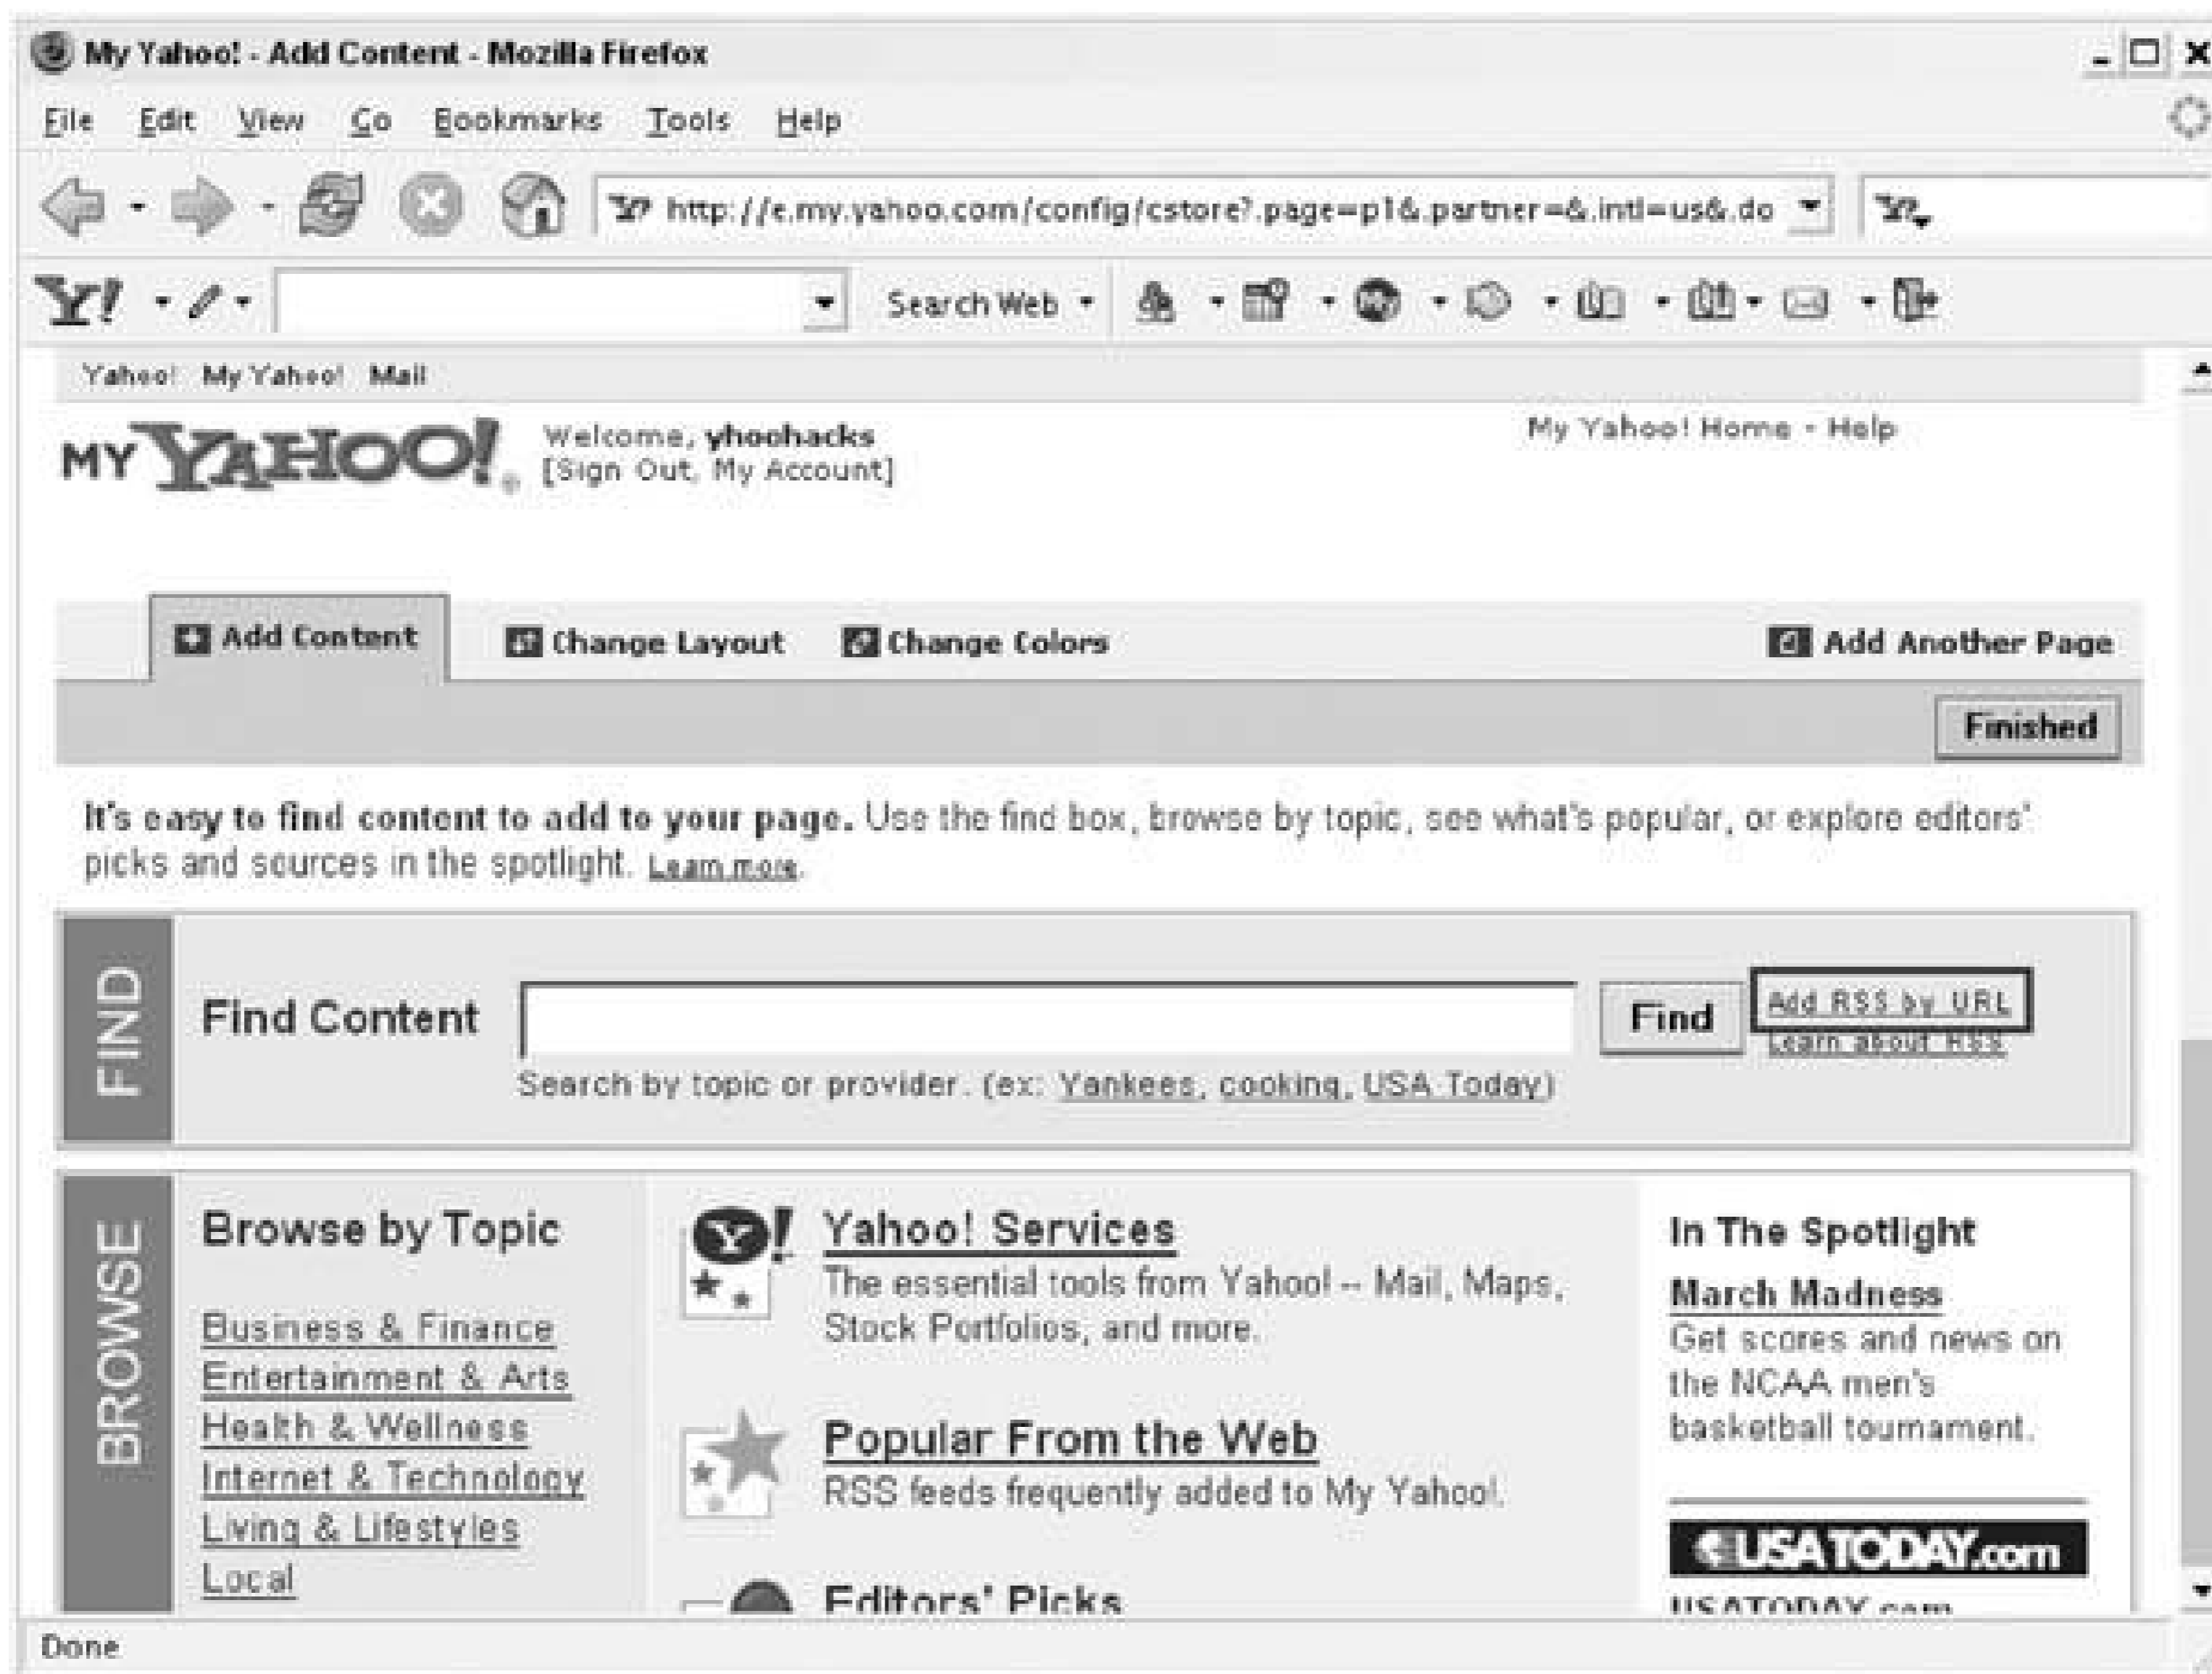 My Yahoo! - Add Content - Mozilla Firefox
File Edit View Go Bookmarks Tools Help
http://e.my.yahoo.com/config/cstore?.page=p1&.partner=&.intl=us&.do
Y! Search Web
Yahoo! My Yahoo! Mail
MY YAHOO!
Welcome, yhoohacks
[Sign Out, My Account]
My Yahoo! Home - Help
Add Content Change Layout Change Colors Add Another Page
Finished
It's easy to find content to add to your page. Use the find box, browse by topic, see what's popular, or explore editors'
picks and sources in the spotlight. Learn more.
FIND
Find Content Find Add RSS by URL
Learn about RSS
Search by topic or provider. (ex: Yankees, cooking, USA Today)
BROWSE
Browse by Topic
Business & Finance
Entertainment & Arts
Health & Wellness
Internet & Technology
Living & Lifestyles
Local
Yahoo! Services
The essential tools from Yahoo! -- Mail, Maps,
Stock Portfolios, and more.
Popular From the Web
RSS feeds frequently added to My Yahoo!.
Editors' Picks
In The Spotlight
March Madness
Get scores and news on
the NCAA men's
basketball tournament.
USATODAY.com
USATODAY.com
Done